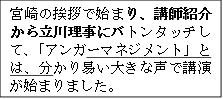 宮崎の挨拶で始まり、講師紹介
から立川理事にバトンタッチし
て、「アンガーマネジメント」と
は、分かり易い大きな声で講演
が始まりました。